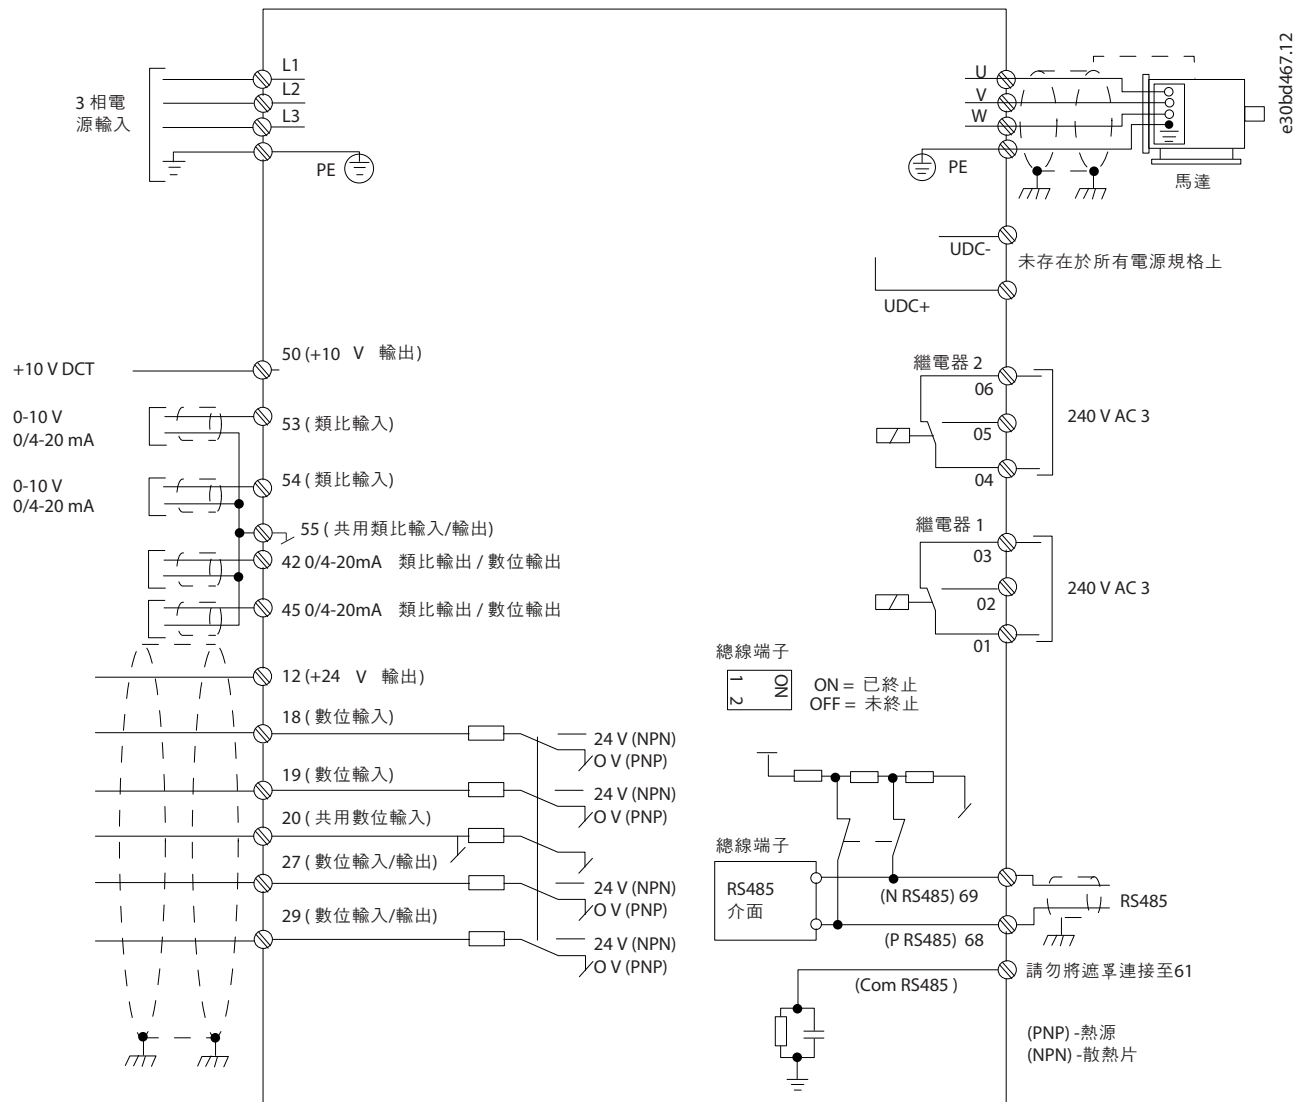 e30bd467.12
L1
L2
L3
3 相電
源輸入
PE
U
V
W
PE
馬達
UDC-
未存在於所有電源規格上
UDC+
+10 V DCT
50 (+10 V 輸出)
0-10 V
0/4-20 mA
53 ( 類比輸入)
0-10 V
0/4-20 mA
54 ( 類比輸入)
55 ( 共用類比輸入/輸出)
42 0/4-20mA 類比輸出 / 數位輸出
45 0/4-20mA 類比輸出 / 數位輸出
12 (+24 V 輸出)
18 ( 數位輸入)
24 V (NPN)
O V (PNP)
19 ( 數位輸入)
24 V (NPN)
O V (PNP)
20 ( 共用數位輸入)
27 ( 數位輸入/輸出)
24 V (NPN)
O V (PNP)
29 ( 數位輸入/輸出)
24 V (NPN)
O V (PNP)
繼電器 2
06
05
04
240 V AC 3
繼電器 1
03
02
01
240 V AC 3
總線端子
1
2
ON
ON = 已終止
OFF = 未終止
總線端子
RS485
介面
(N RS485) 69
RS485
(P RS485) 68
(Com RS485 )
請勿將遮罩連接至61
(PNP) -熱源
(NPN) -散熱片